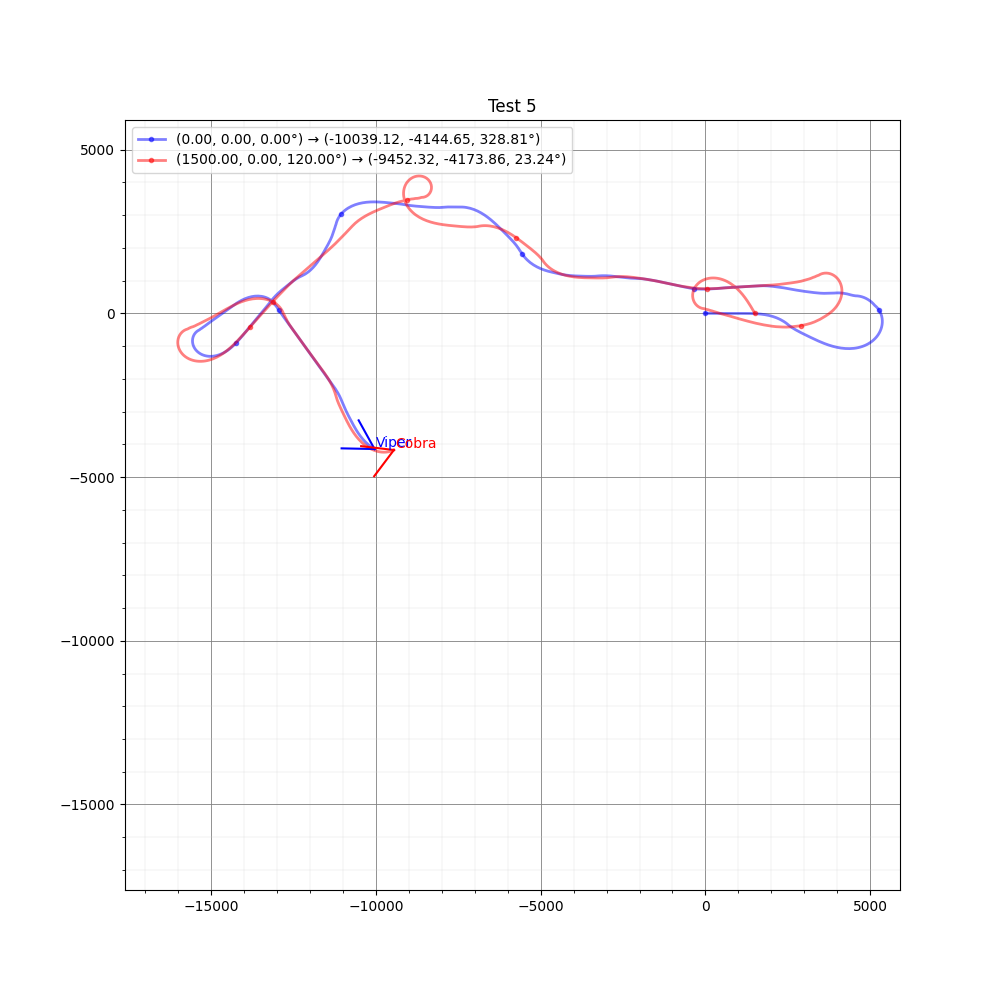 Test 5
(0.00, 0.00, 0.00°) → (-10039.12, -4144.65, 328.81°)
(1500.00, 0.00, 120.00°) → (-9452.32, -4173.86, 23.24°)
5000
0
−5000
−10000
−15000
Viper
Cobra
−15000 −10000 −5000 0 5000